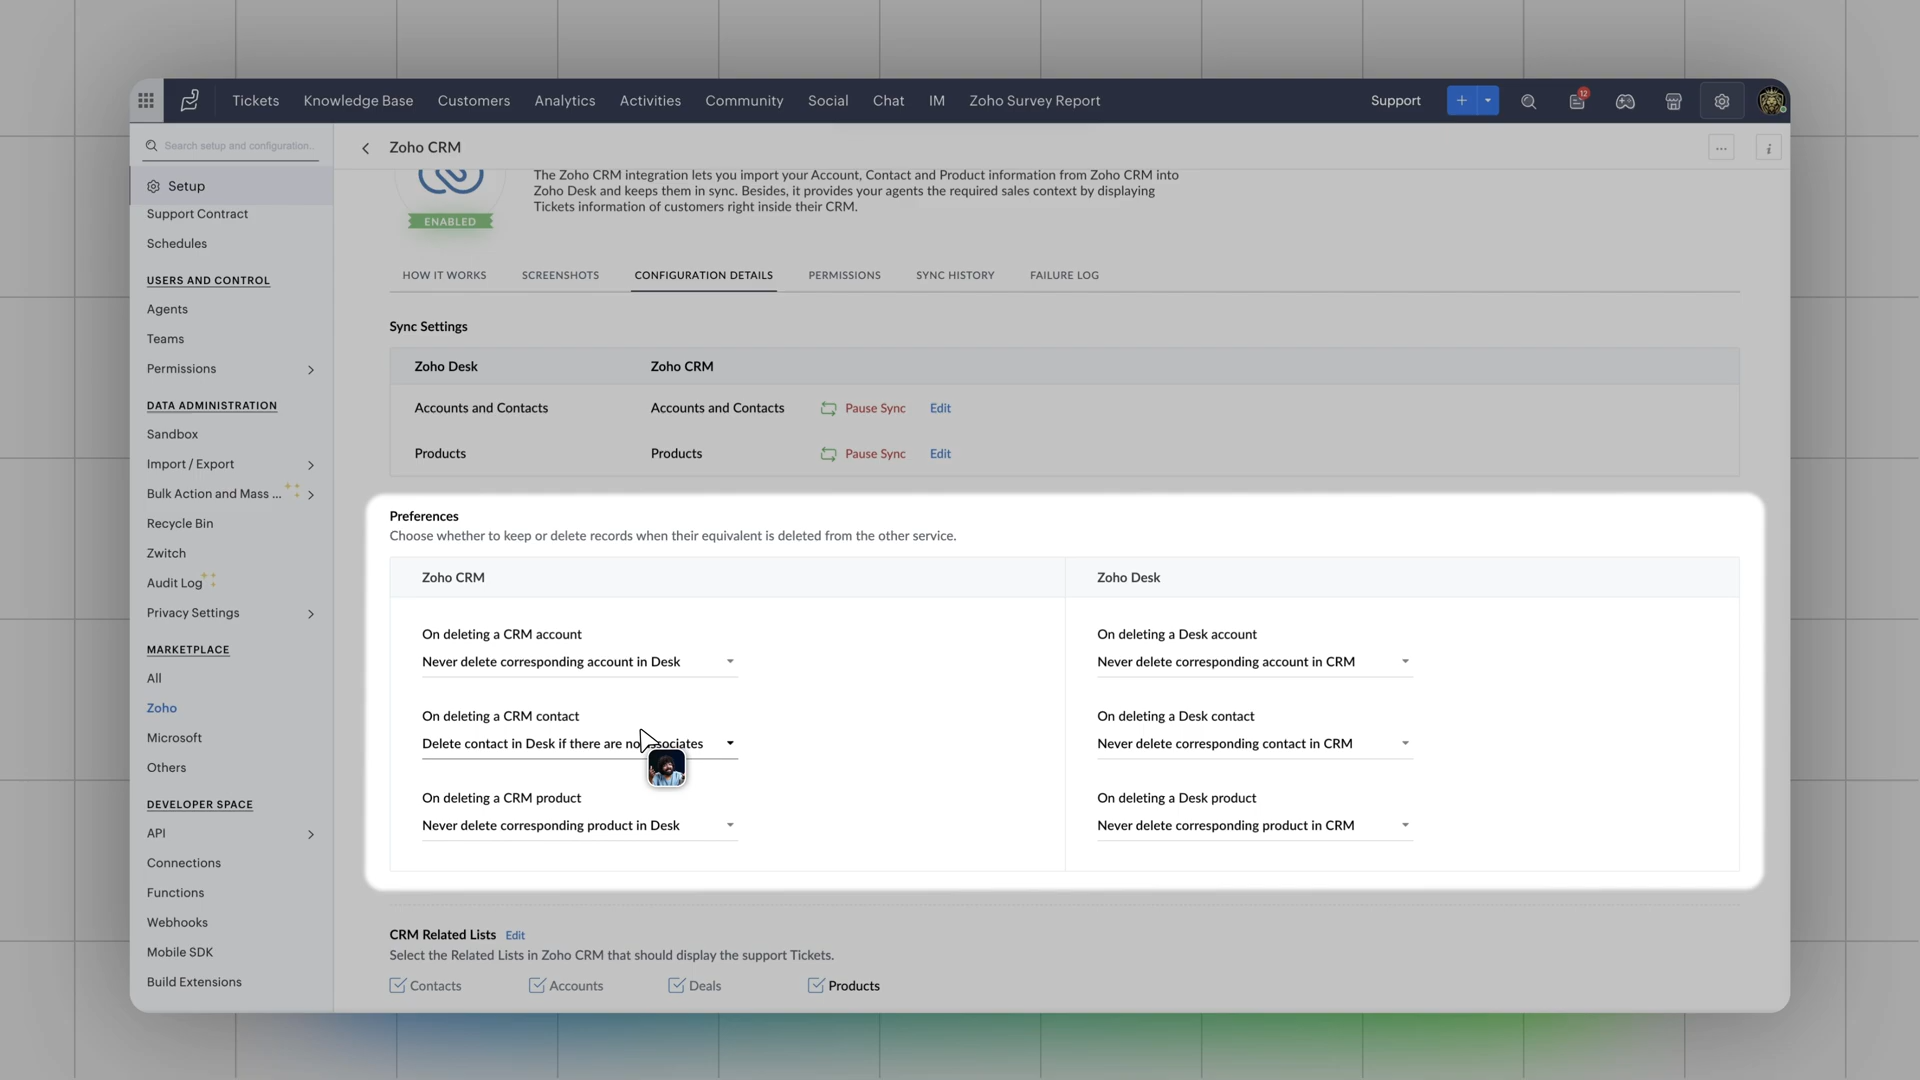 Tickets
Knowledge Base
Customers
Analytics
Activities
Community
Social
Chat
IM
Zoho Survey Report
Support
12
Search setup and configuration..
Setup
Support Contract
Schedules
USERS AND CONTROL
Agents
Teams
Permissions
DATA ADMINISTRATION
Sandbox
Import / Export
Bulk Action and Mass ...
Recycle Bin
Zwitch
Audit Log
Privacy Settings
MARKETPLACE
All
Zoho
Microsoft
Others
DEVELOPER SPACE
API
Connections
Functions
Webhooks
Mobile SDK
Build Extensions
Zoho CRM
ENABLED
The Zoho CRM integration lets you import your Account, Contact and Product information from Zoho CRM into
Zoho Desk and keeps them in sync. Besides, it provides your agents the required sales context by displaying
Tickets information of customers right inside their CRM.
HOW IT WORKS
SCREENSHOTS
CONFIGURATION DETAILS
PERMISSIONS
SYNC HISTORY
FAILURE LOG
Sync Settings
Zoho Desk
Zoho CRM
Accounts and Contacts
Accounts and Contacts
Pause Sync
Edit
Products
Products
Pause Sync
Edit
Preferences
Choose whether to keep or delete records when their equivalent is deleted from the other service.
Zoho CRM
On deleting a CRM account
Never delete corresponding account in Desk
On deleting a CRM contact
Delete contact in Desk if there are no associates
On deleting a CRM product
Never delete corresponding product in Desk
Zoho Desk
On deleting a Desk account
Never delete corresponding account in CRM
On deleting a Desk contact
Never delete corresponding contact in CRM
On deleting a Desk product
Never delete corresponding product in CRM
CRM Related Lists
Edit
Select the Related Lists in Zoho CRM that should display the support Tickets.
Contacts
Accounts
Deals
Products